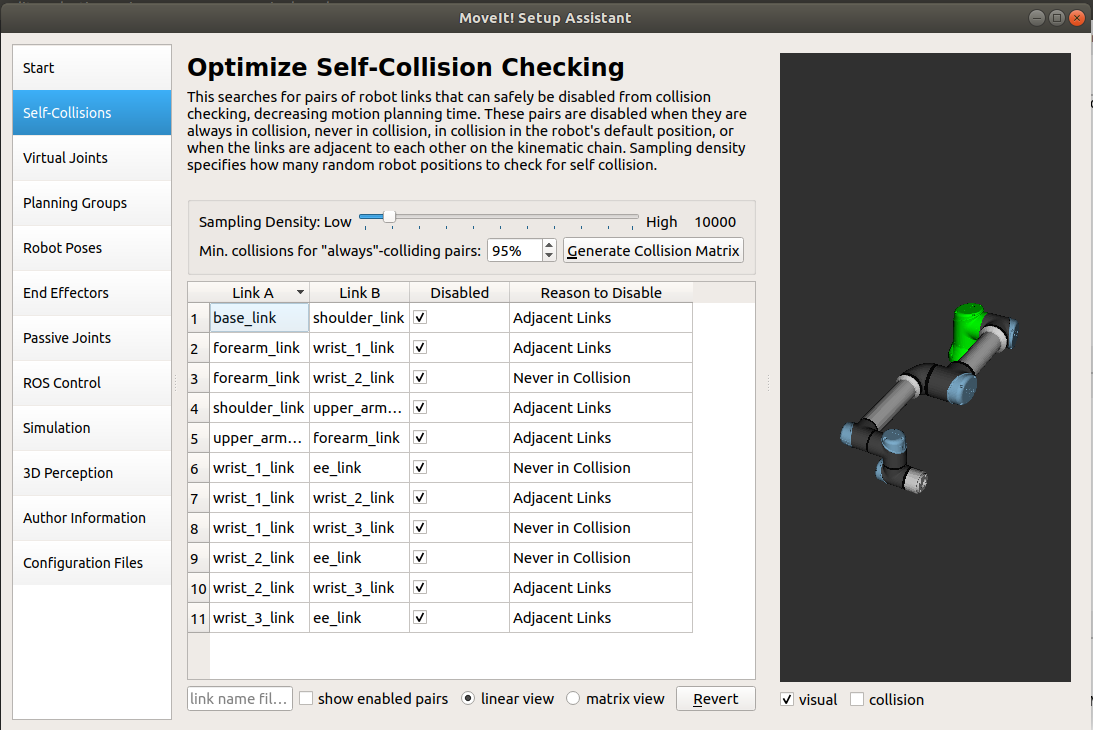 MoveIt! Setup Assistant
Start
Self-Collisions
Virtual Joints
Planning Groups
Robot Poses
End Effectors
Passive Joints
ROS Control
Simulation
3D Perception
Author Information
Configuration Files
Optimize Self-Collision Checking
This searches for pairs of robot links that can safely be disabled from collision
checking, decreasing motion planning time. These pairs are disabled when they are
always in collision, never in collision, in collision in the robot's default position, or
when the links are adjacent to each other on the kinematic chain. Sampling density
specifies how many random robot positions to check for self collision.
Sampling Density: Low High 10000
Min. collisions for "always"-colliding pairs: 95% Generate Collision Matrix
Link A Link B Disabled Reason to Disable
1 base_link shoulder_link Adjacent Links
2 forearm_link wrist_1_link Adjacent Links
3 forearm_link wrist_2_link Never in Collision
4 shoulder_link upper_arm... Adjacent Links
5 upper_arm... forearm_link Adjacent Links
6 wrist_1_link ee_link Never in Collision
7 wrist_1_link wrist_2_link Adjacent Links
8 wrist_1_link wrist_3_link Never in Collision
9 wrist_2_link ee_link Never in Collision
10 wrist_2_link wrist_3_link Adjacent Links
11 wrist_3_link ee_link Adjacent Links
link name fil... show enabled pairs linear view matrix view Revert
visual collision